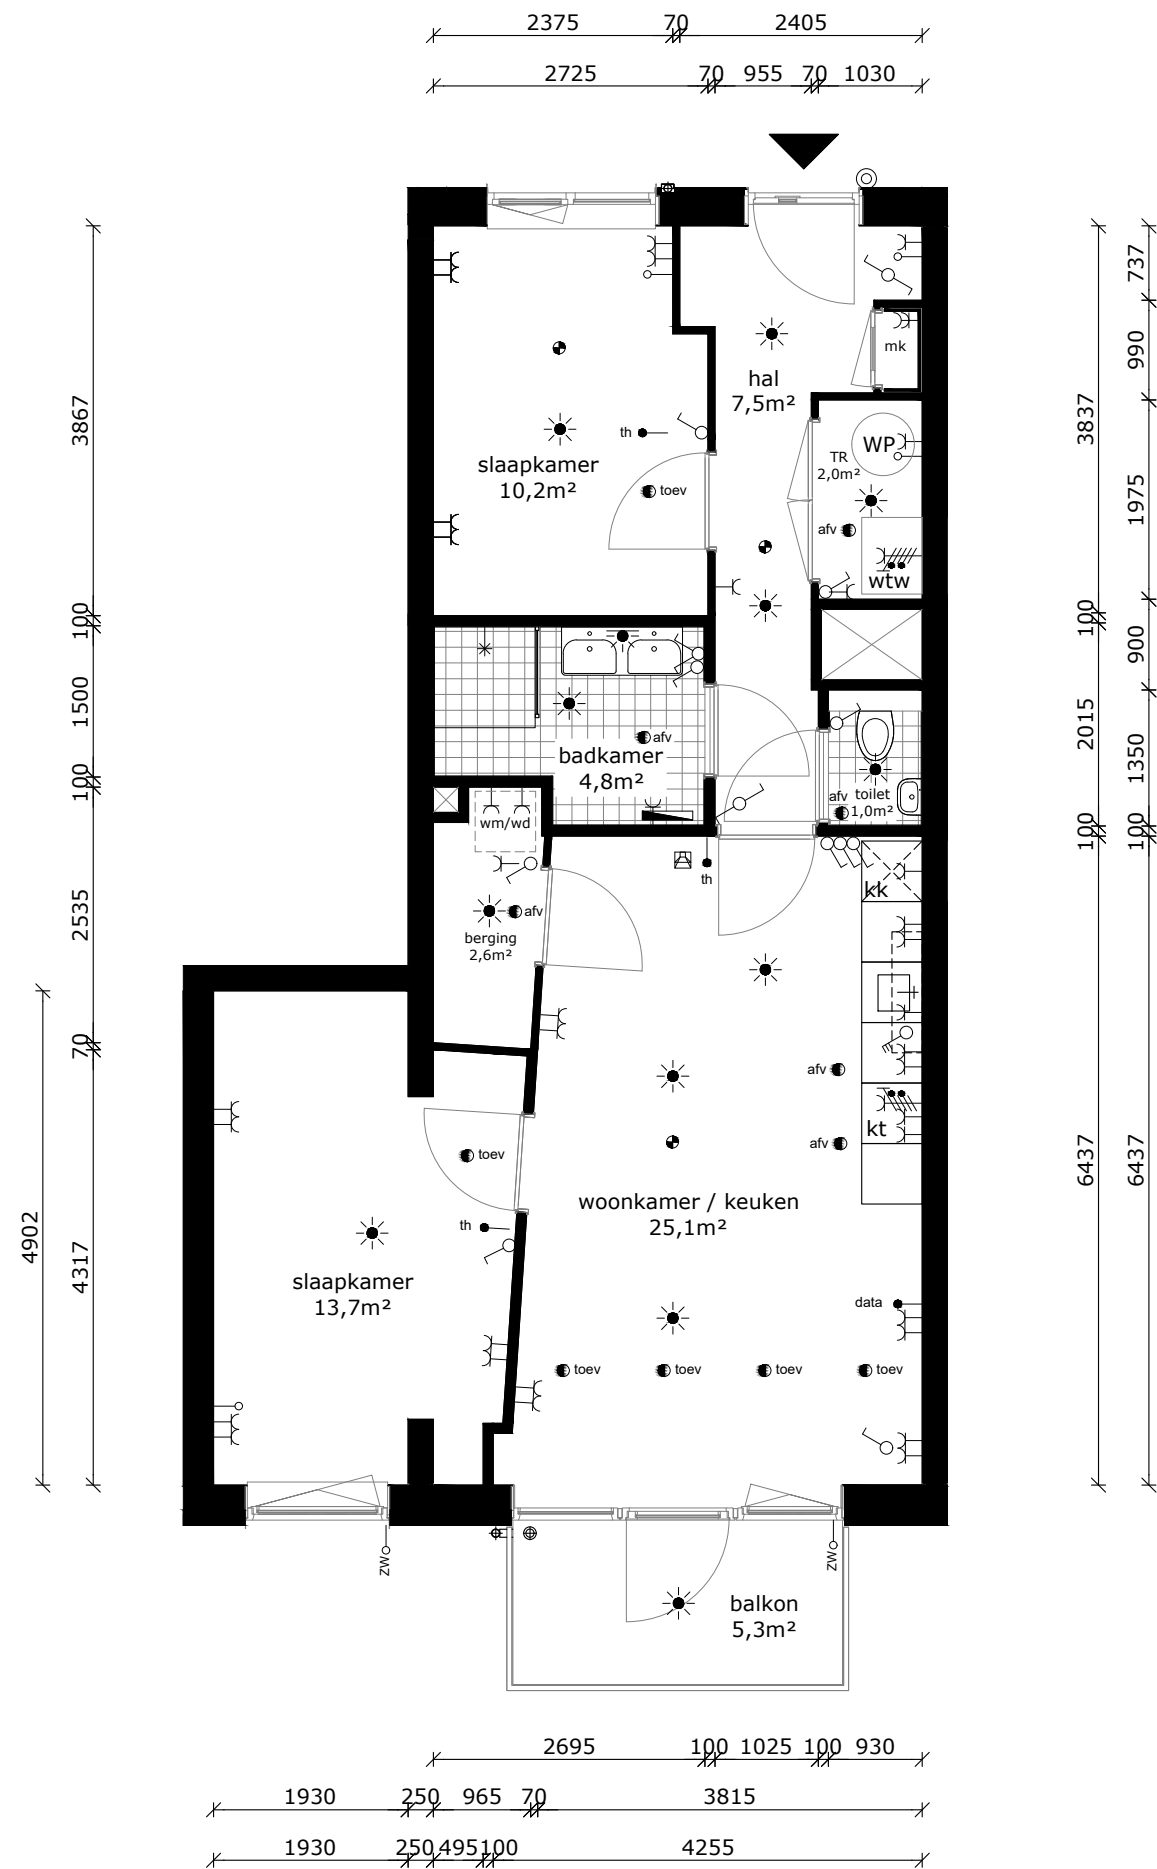 2375 70 2405
2725 70 955 70 1030
737
990
mk
hal
7,5m²
3867
3837
th
slaapkamer
10,2m²
toev
WP
TR
2,0m²
afv
wtw
1975
100
100
900
1500
2015
afv
badkamer
4,8m²
afv
toilet
1,0m²
1350
100
wm/wd
100
100
th
kk
afv
berging
2,6m²
2535
70
afv
toev
kt
afv
6437
6437
woonkamer / keuken
25,1m²
4902
4317
th
slaapkamer
13,7m²
data
toev
toev
toev
toev
zw
zw
balkon
5,3m²
2695 100 1025 100 930
1930 250 965 70 3815
1930 250 495 100 4255